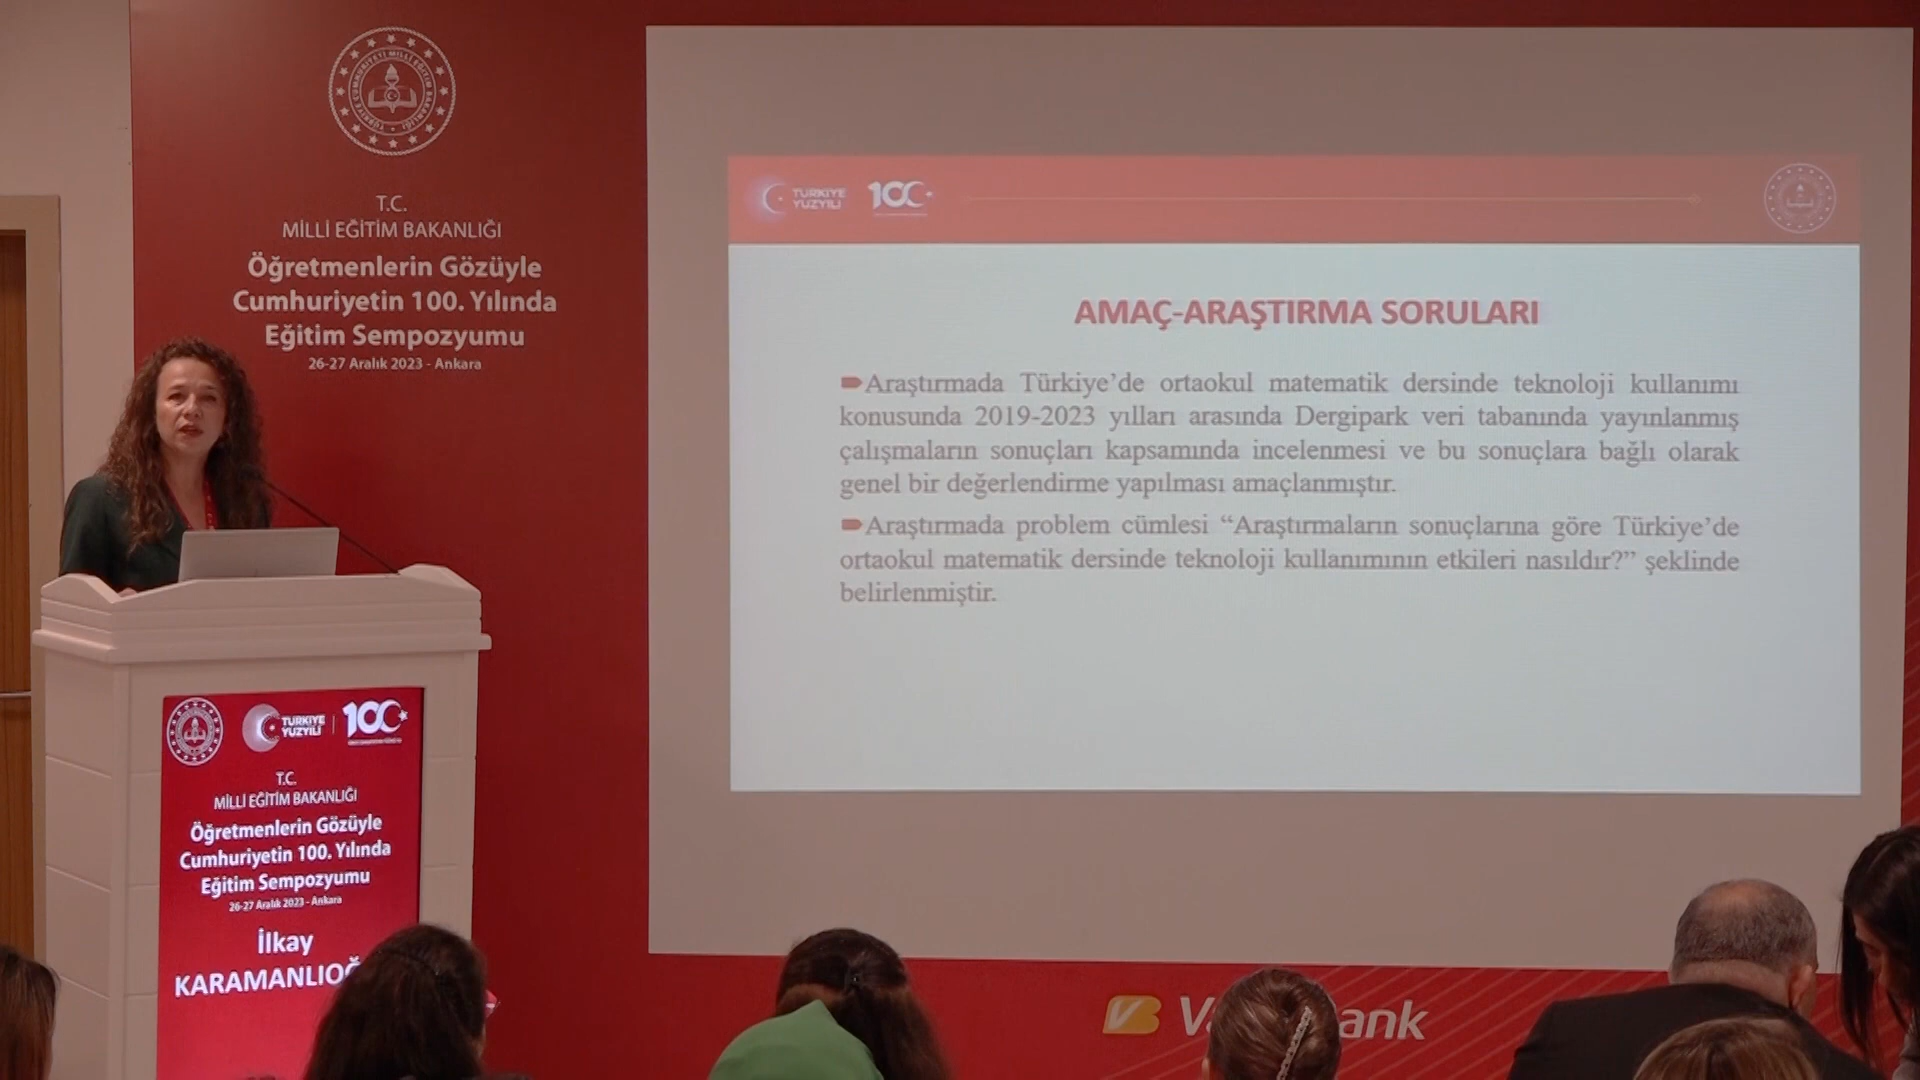 T.C.
MİLLİ EĞİTİM BAKANLIĞI
Öğretmenlerin Gözüyle
Cumhuriyetin 100. Yılında
Eğitim Sempozyumu
26-27 Aralık 2023 - Ankara
TÜRKİYE
YÜZYILI
100
AMAÇ-ARAŞTIRMA SORULARI
Araştırmada Türkiye’de ortaokul matematik dersinde teknoloji kullanımı
konusunda 2019-2023 yılları arasında Dergipark veri tabanında yayınlanmış
çalışmaların sonuçları kapsamında incelenmesi ve bu sonuçlara bağlı olarak
genel bir değerlendirme yapılması amaçlanmıştır.
Araştırmada problem cümlesi “Araştırmaların sonuçlarına göre Türkiye’de
ortaokul matematik dersinde teknoloji kullanımının etkileri nasıldır?” şeklinde
belirlenmiştir.
TÜRKİYE
YÜZYILI
100
T.C.
MİLLİ EĞİTİM BAKANLIĞI
Öğretmenlerin Gözüyle
Cumhuriyetin 100. Yılında
Eğitim Sempozyumu
26-27 Aralık 2023 - Ankara
İlkay